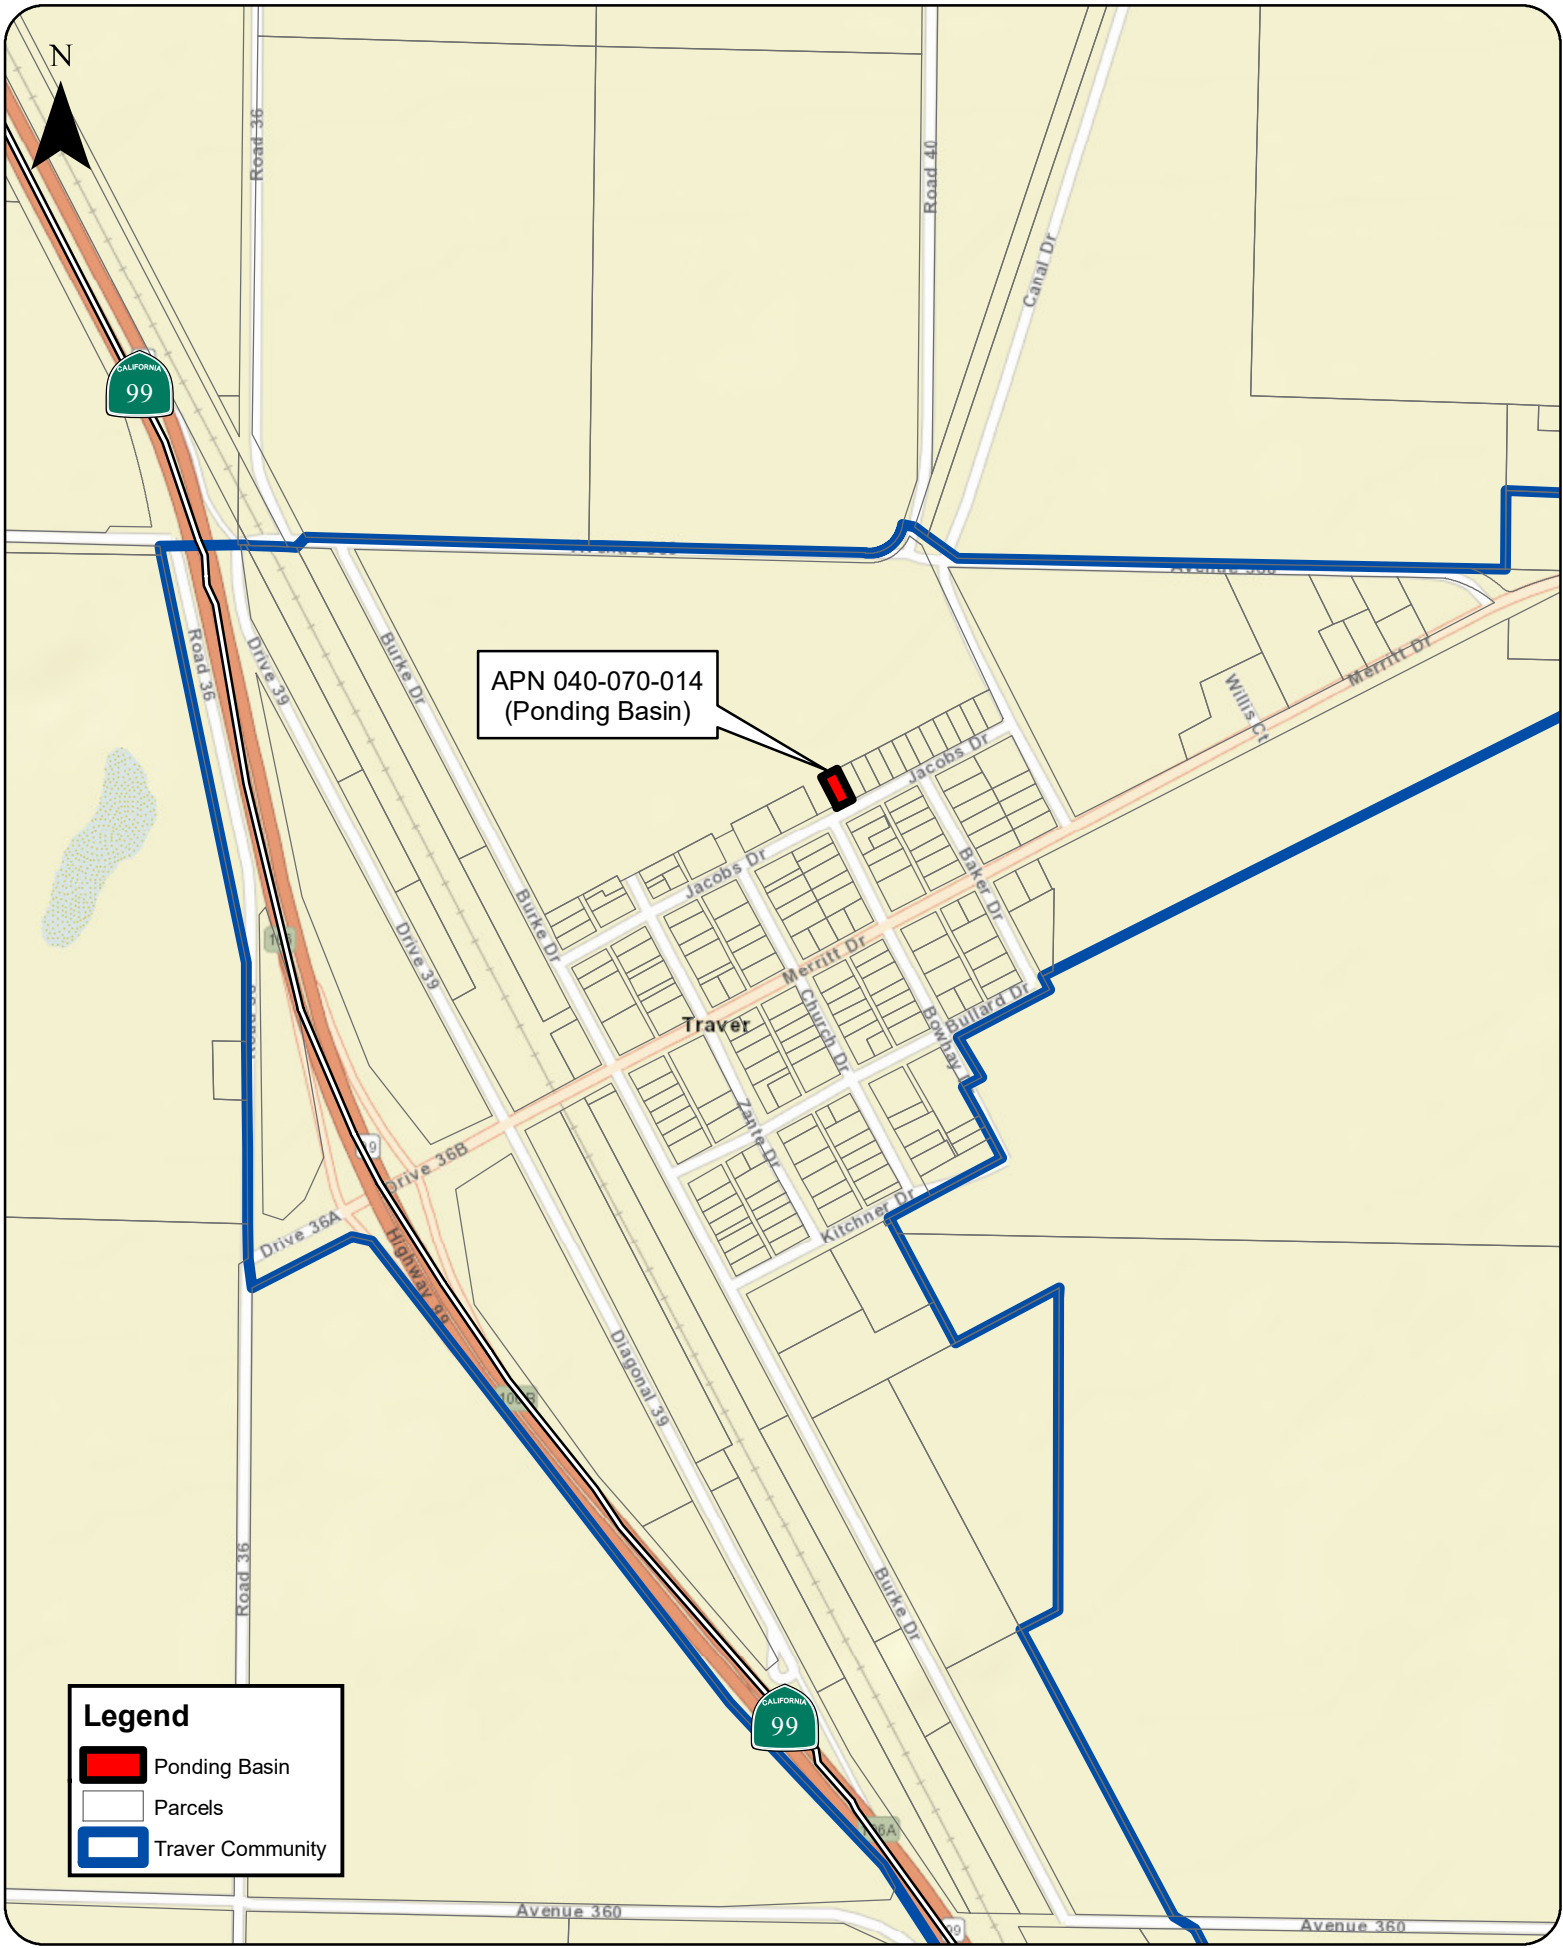 N
Road 36
Road 40
Canal Dr
CALIFORNIA
99
Road 36
Drive 39
Burke Dr
APN 040-070-014
(Ponding Basin)
Willis Ct
Merritt Dr
Jacobs Dr
Jacobs Dr
Baker Dr
Burke Dr
Drive 39
Merritt Dr
Church Dr
Bullard Dr
Bowhay
Traver
Zante Dr
Drive 36B
Drive 36A
Kitchner Dr
Highway 99
Diagonal 39
Road 36
Burke Dr
CALIFORNIA
99
Legend
Ponding Basin
Parcels
Traver Community
Avenue 360
Avenue 360